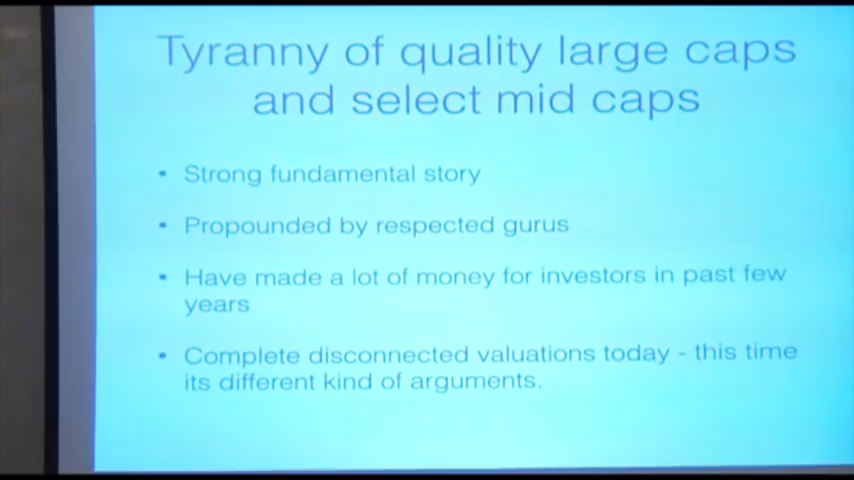 Tyranny of quality large caps
and select mid caps
• Strong fundamental story
• Propounded by respected gurus
• Have made a lot of money for investors in past few
years
• Complete disconnected valuations today - this time
its different kind of arguments.